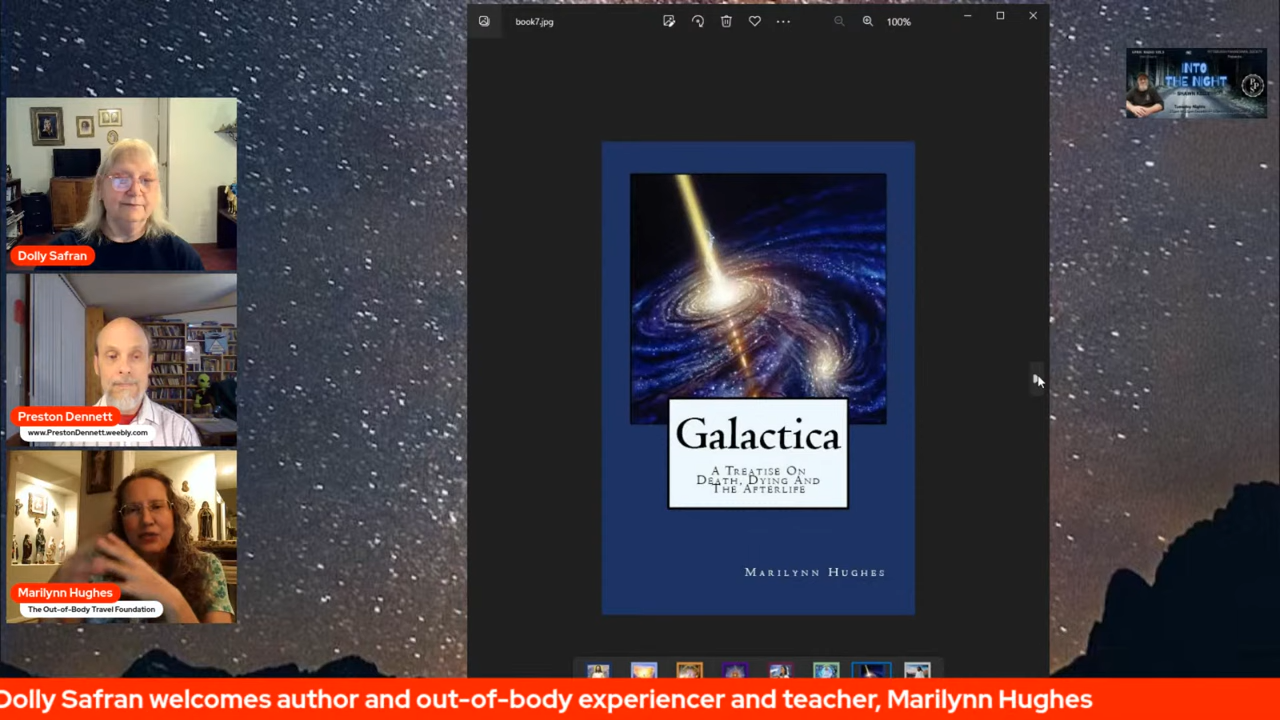 book7.jpg
100%
INTO
THE NIGHT
Dolly Safran
Preston Dennett
www.PrestonDennett.weebly.com
Marilynn Hughes
The Out-of-Body Travel Foundation
Galactica
A Treatise On
Death, Dying And
The Afterlife
Marilynn Hughes
Dolly Safran welcomes author and out-of-body experiencer and teacher, Marilynn Hughes